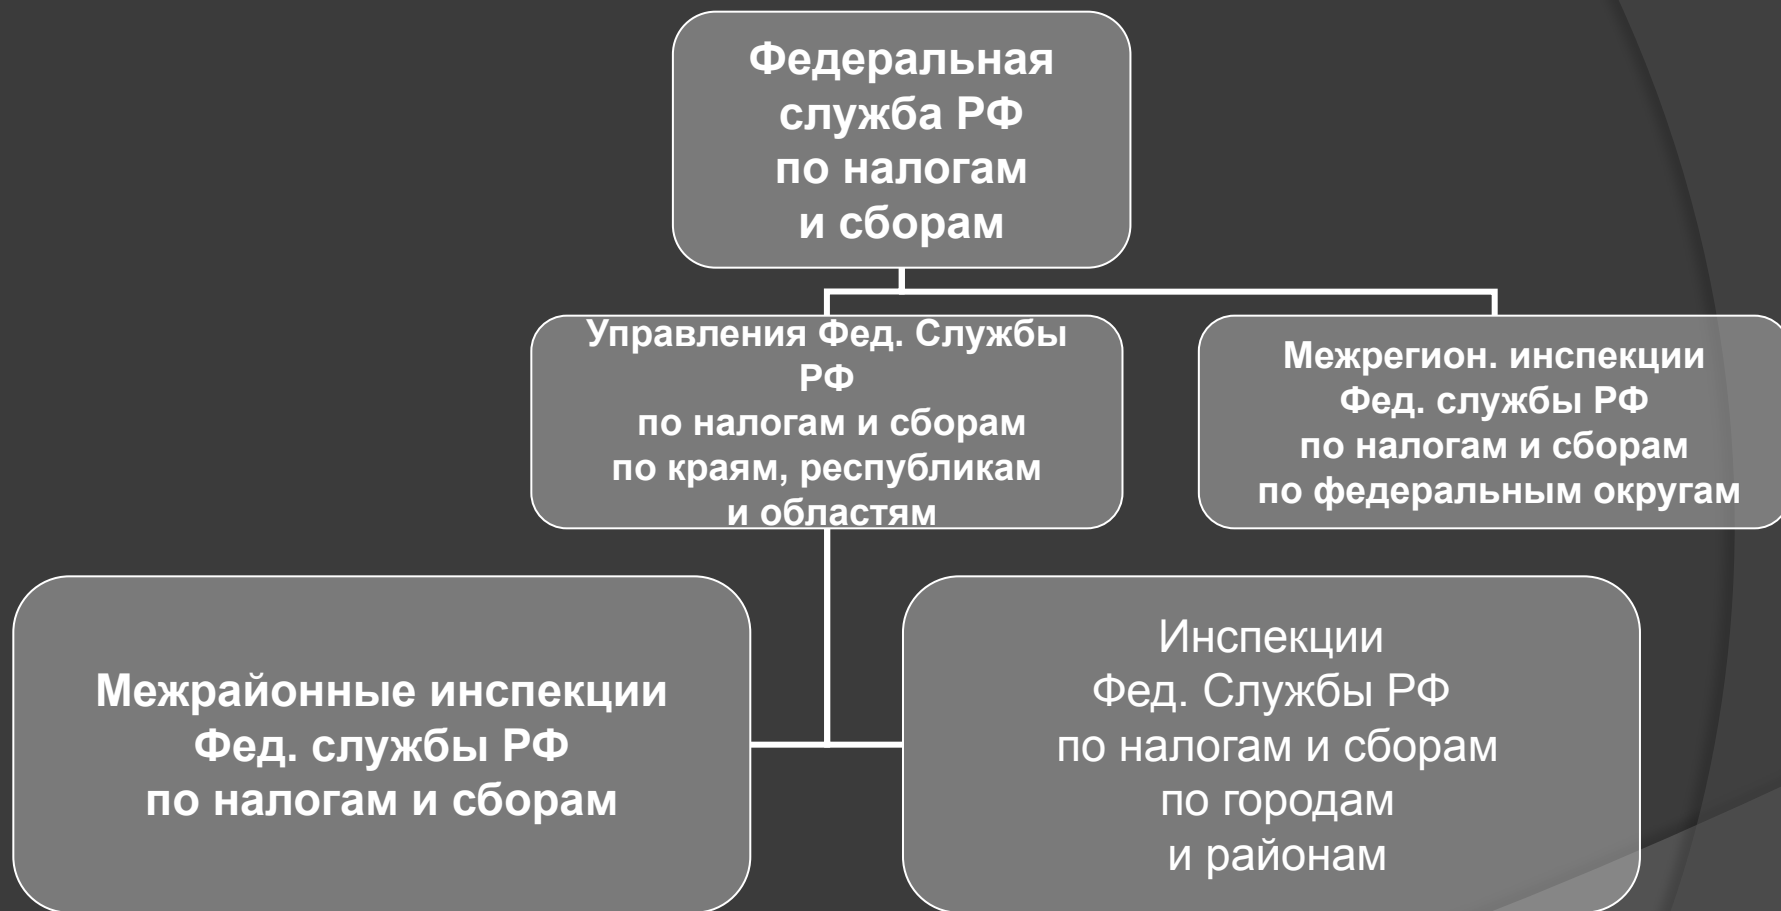 Федеральная
служба РФ
по налогам
и сборам
Управления Фед. Службы
РФ
по налогам и сборам
по краям, республикам
и областям
Межрегион. инспекции
Фед. службы РФ
по налогам и сборам
по федеральным округам
Межрайонные инспекции
Фед. службы РФ
по налогам и сборам
Инспекции
Фед. Службы РФ
по налогам и сборам
по городам
и районам